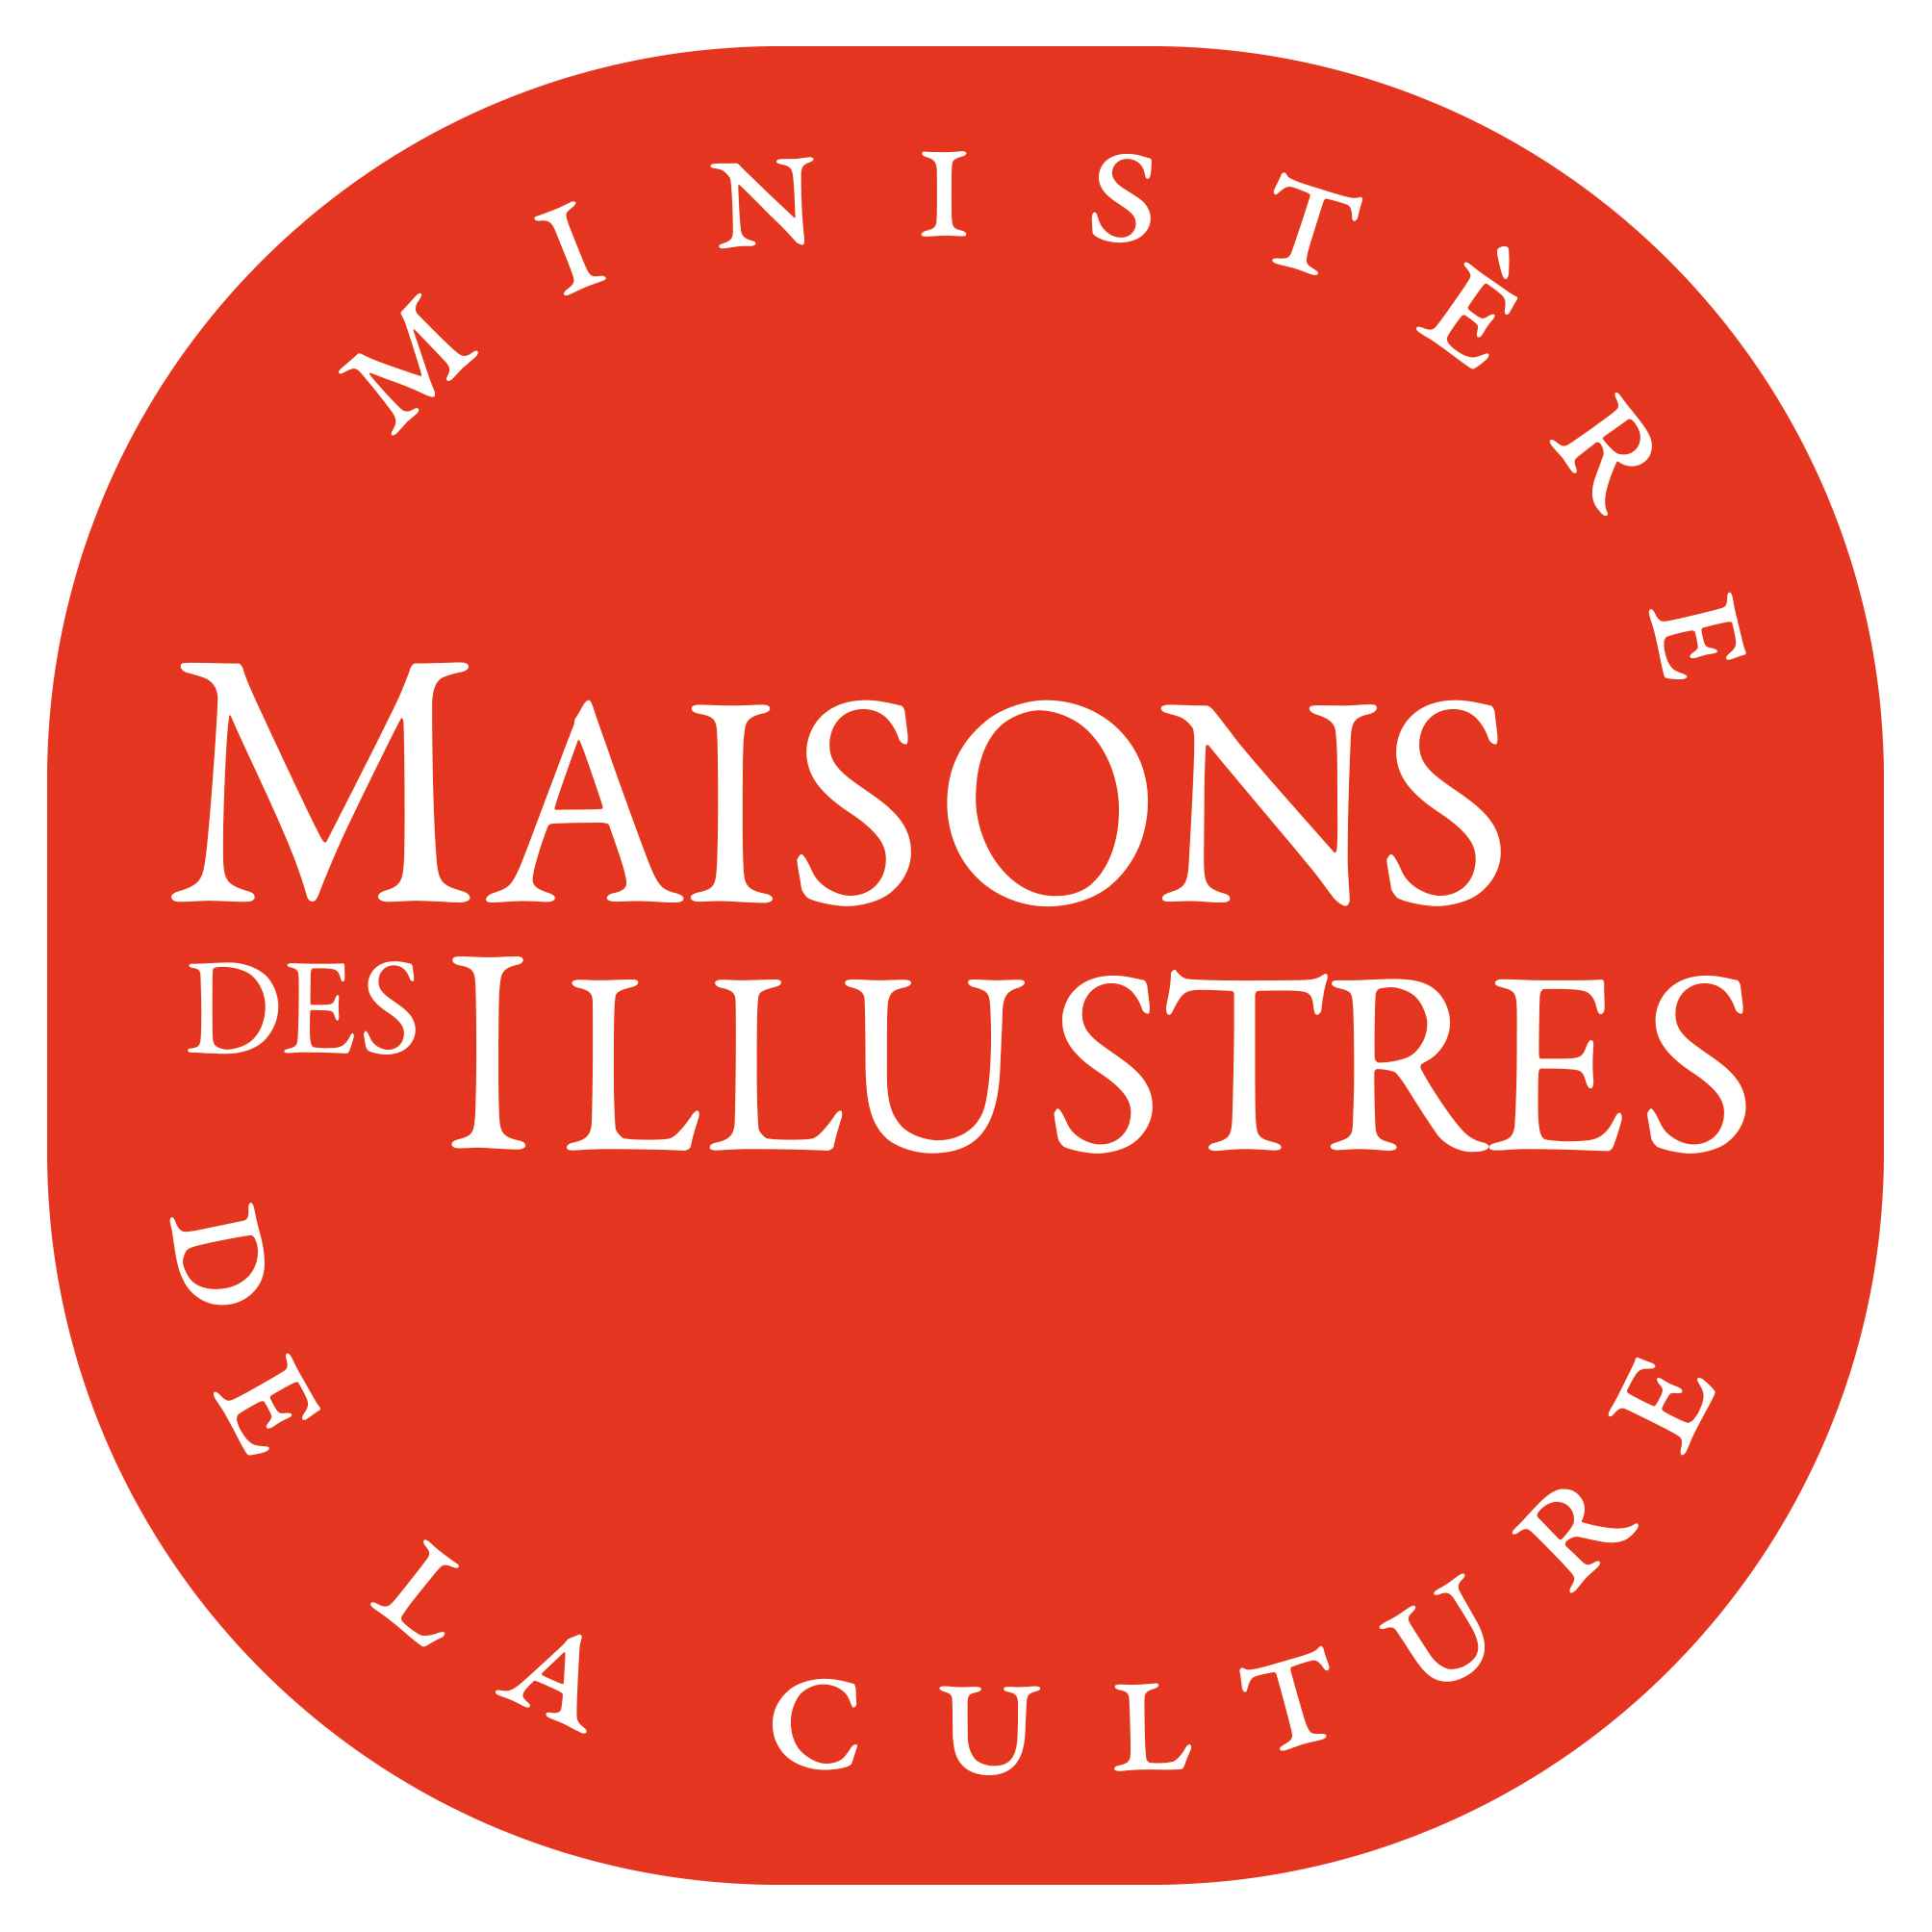 MINISTÈRE
MAISONS
DES ILLUSTRES
DE LA CULTURE